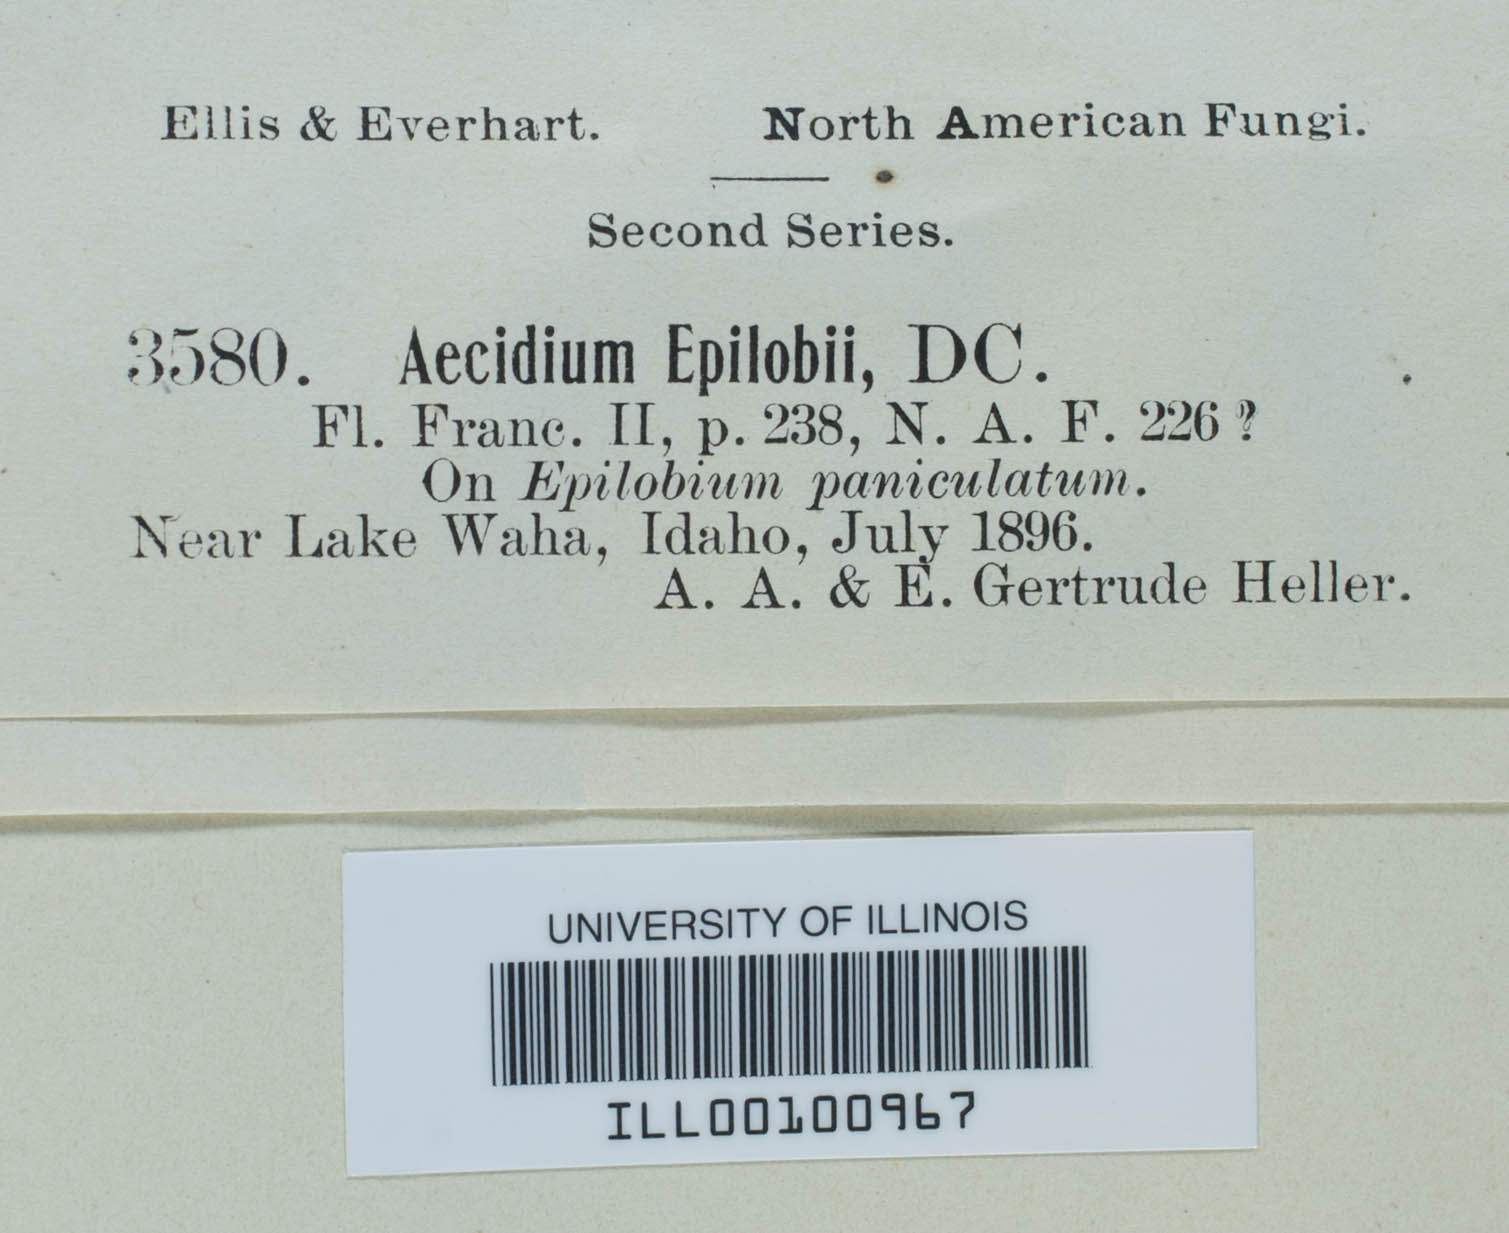 Ellis & Everhart. North American Fungi.
Second Series.
3580. Aecidium Epilobii, DC.
Fl. Franc. II, p. 238, N. A. F. 226 ?
On Epilobium paniculatum.
Near Lake Waha, Idaho, July 1896.
A. A. & E. Gertrude Heller.
UNIVERSITY OF ILLINOIS
ILL00100967